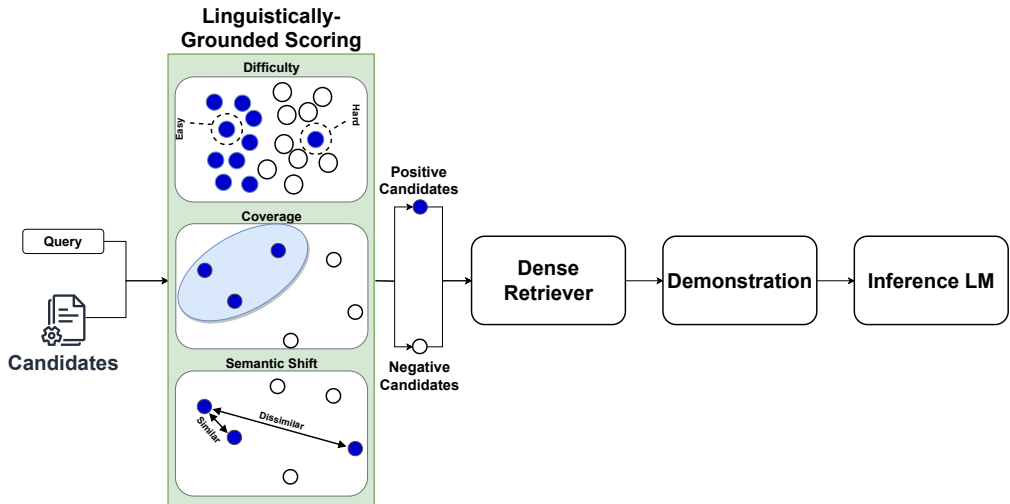 Linguistically-
Grounded Scoring
Difficulty
Easy
Hard
Coverage
Semantic Shift
Similar
Dissimilar
Query
Candidates
Positive
Candidates
Negative
Candidates
Dense
Retriever
Demonstration
Inference LM